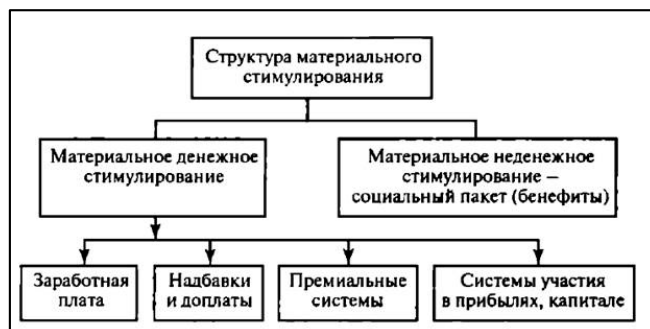 Структура материального
стимулирования
Материальное денежное
стимулирование
Материальное неденежное
стимулирование –
социальный пакет (бенефиты)
Заработная
плата
Надбавки
и доплаты
Премиальные
системы
Системы участия
в прибылях, капитале